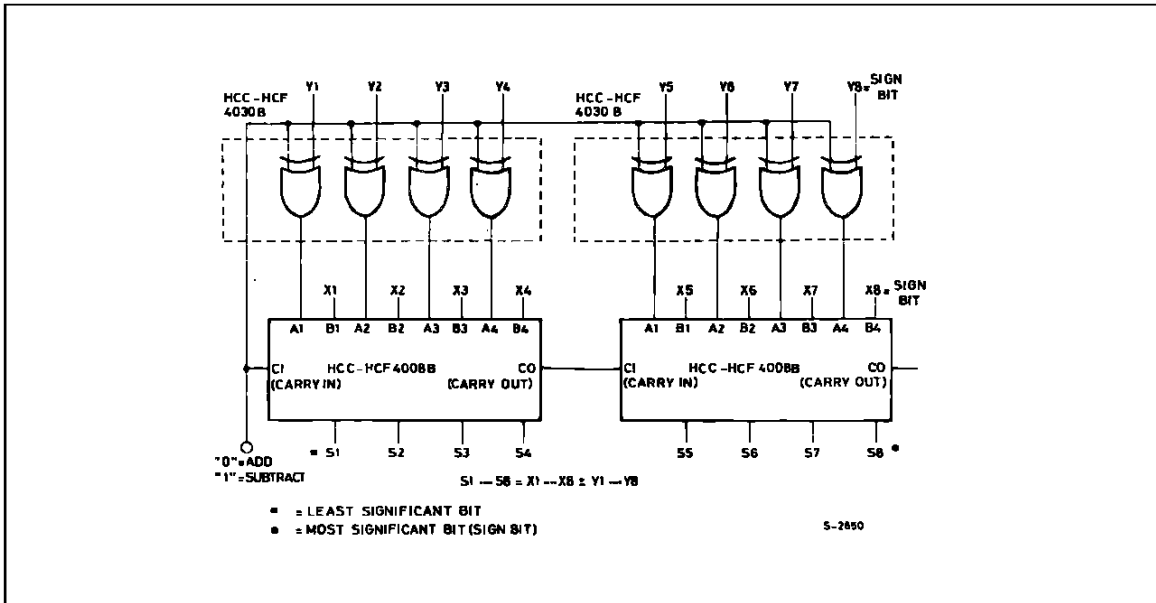 Y1 Y2 Y3 Y4 Y5 Y6 Y7 Y8= SIGN BIT
HCC-HCF 4030B
HCC-HCF 4030B
X1 X2 X3 X4 X5 X6 X7 X8= SIGN BIT
A1 B1 A2 B2 A3 B3 A4 B4 A1 B1 A2 B2 A3 B3 A4 B4
CI HCC-HCF 4008B CO CI HCC-HCF 4008B CO
(CARRY IN) (CARRY OUT) (CARRY IN) (CARRY OUT)
* S1 S2 S3 S4 S5 S6 S7 S8 •
"0"=ADD
"1"=SUBTRACT
S1 — S8 = X1 — X8 ± Y1 — Y8
* = LEAST SIGNIFICANT BIT
• = MOST SIGNIFICANT BIT (SIGN BIT)
S-2650